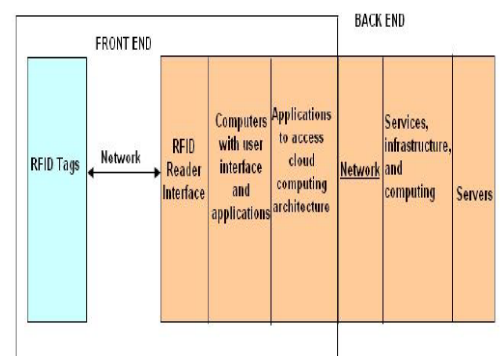 BACK END
FRONT END
RFID Tags
Network
RFID
Reader
Interface
Computers
with user
interface
and
applications
Applications
to access
cloud
computing
architecture
Network
Services,
infrastructure,
and
computing
Servers